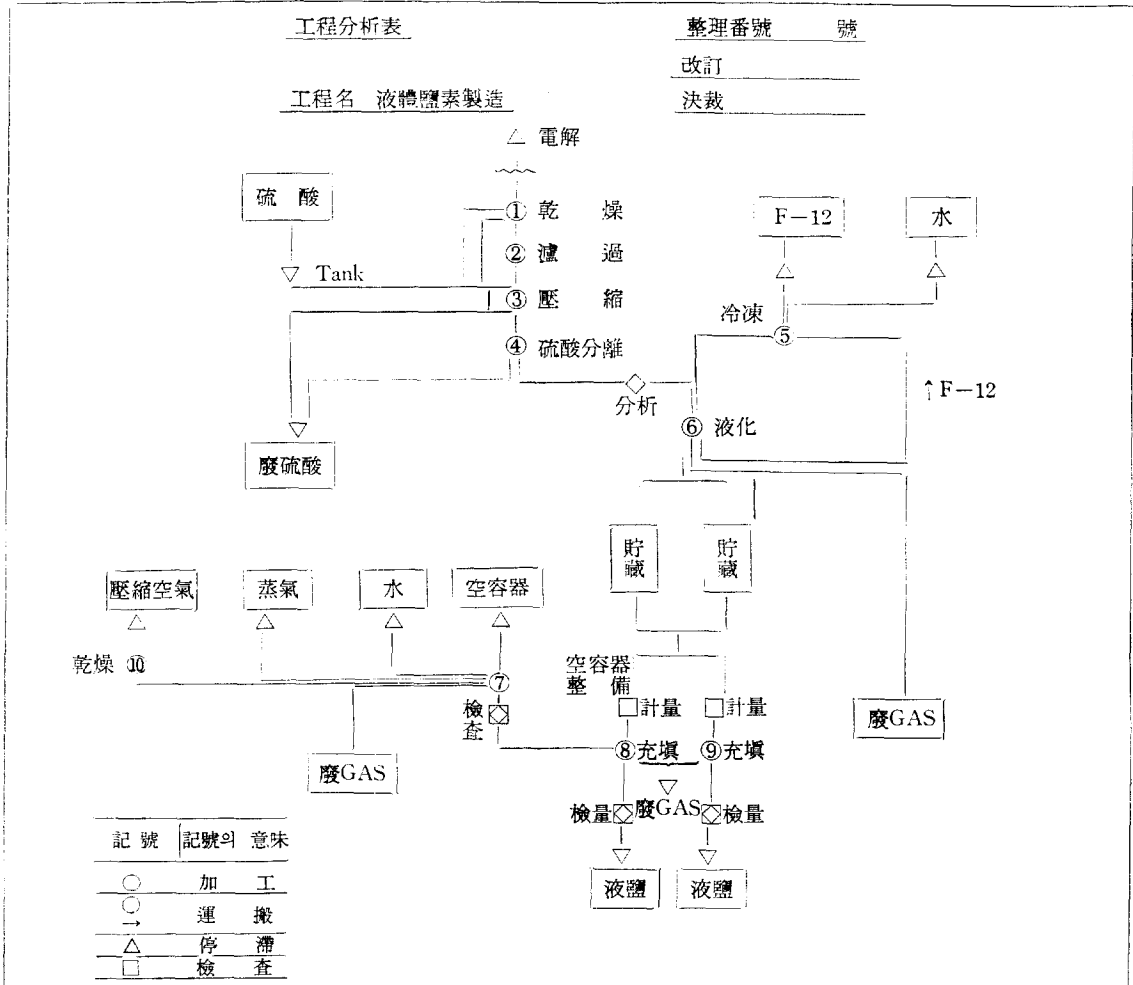 工程分析表
整理番號 號
改訂
工程名 液體鹽素製造
決裁
電解
硫 酸
① 乾 燥
F-12
水
② 濾 過
Tank
③ 壓 縮
冷凍
⑤
④ 硫酸分離
↑F-12
分析
⑥ 液化
廢硫酸
貯藏
貯藏
壓縮空氣
蒸氣
水
空容器
乾燥 ⑩
空容器
整 備
⑦
檢查
計量
計量
廢GAS
⑧充塡
⑨充塡
廢GAS
檢量
廢GAS
檢量
液鹽
液鹽
記 號 記號의 意味
○ 加 工
○
→ 運 搬
△ 停 滯
□ 檢 查